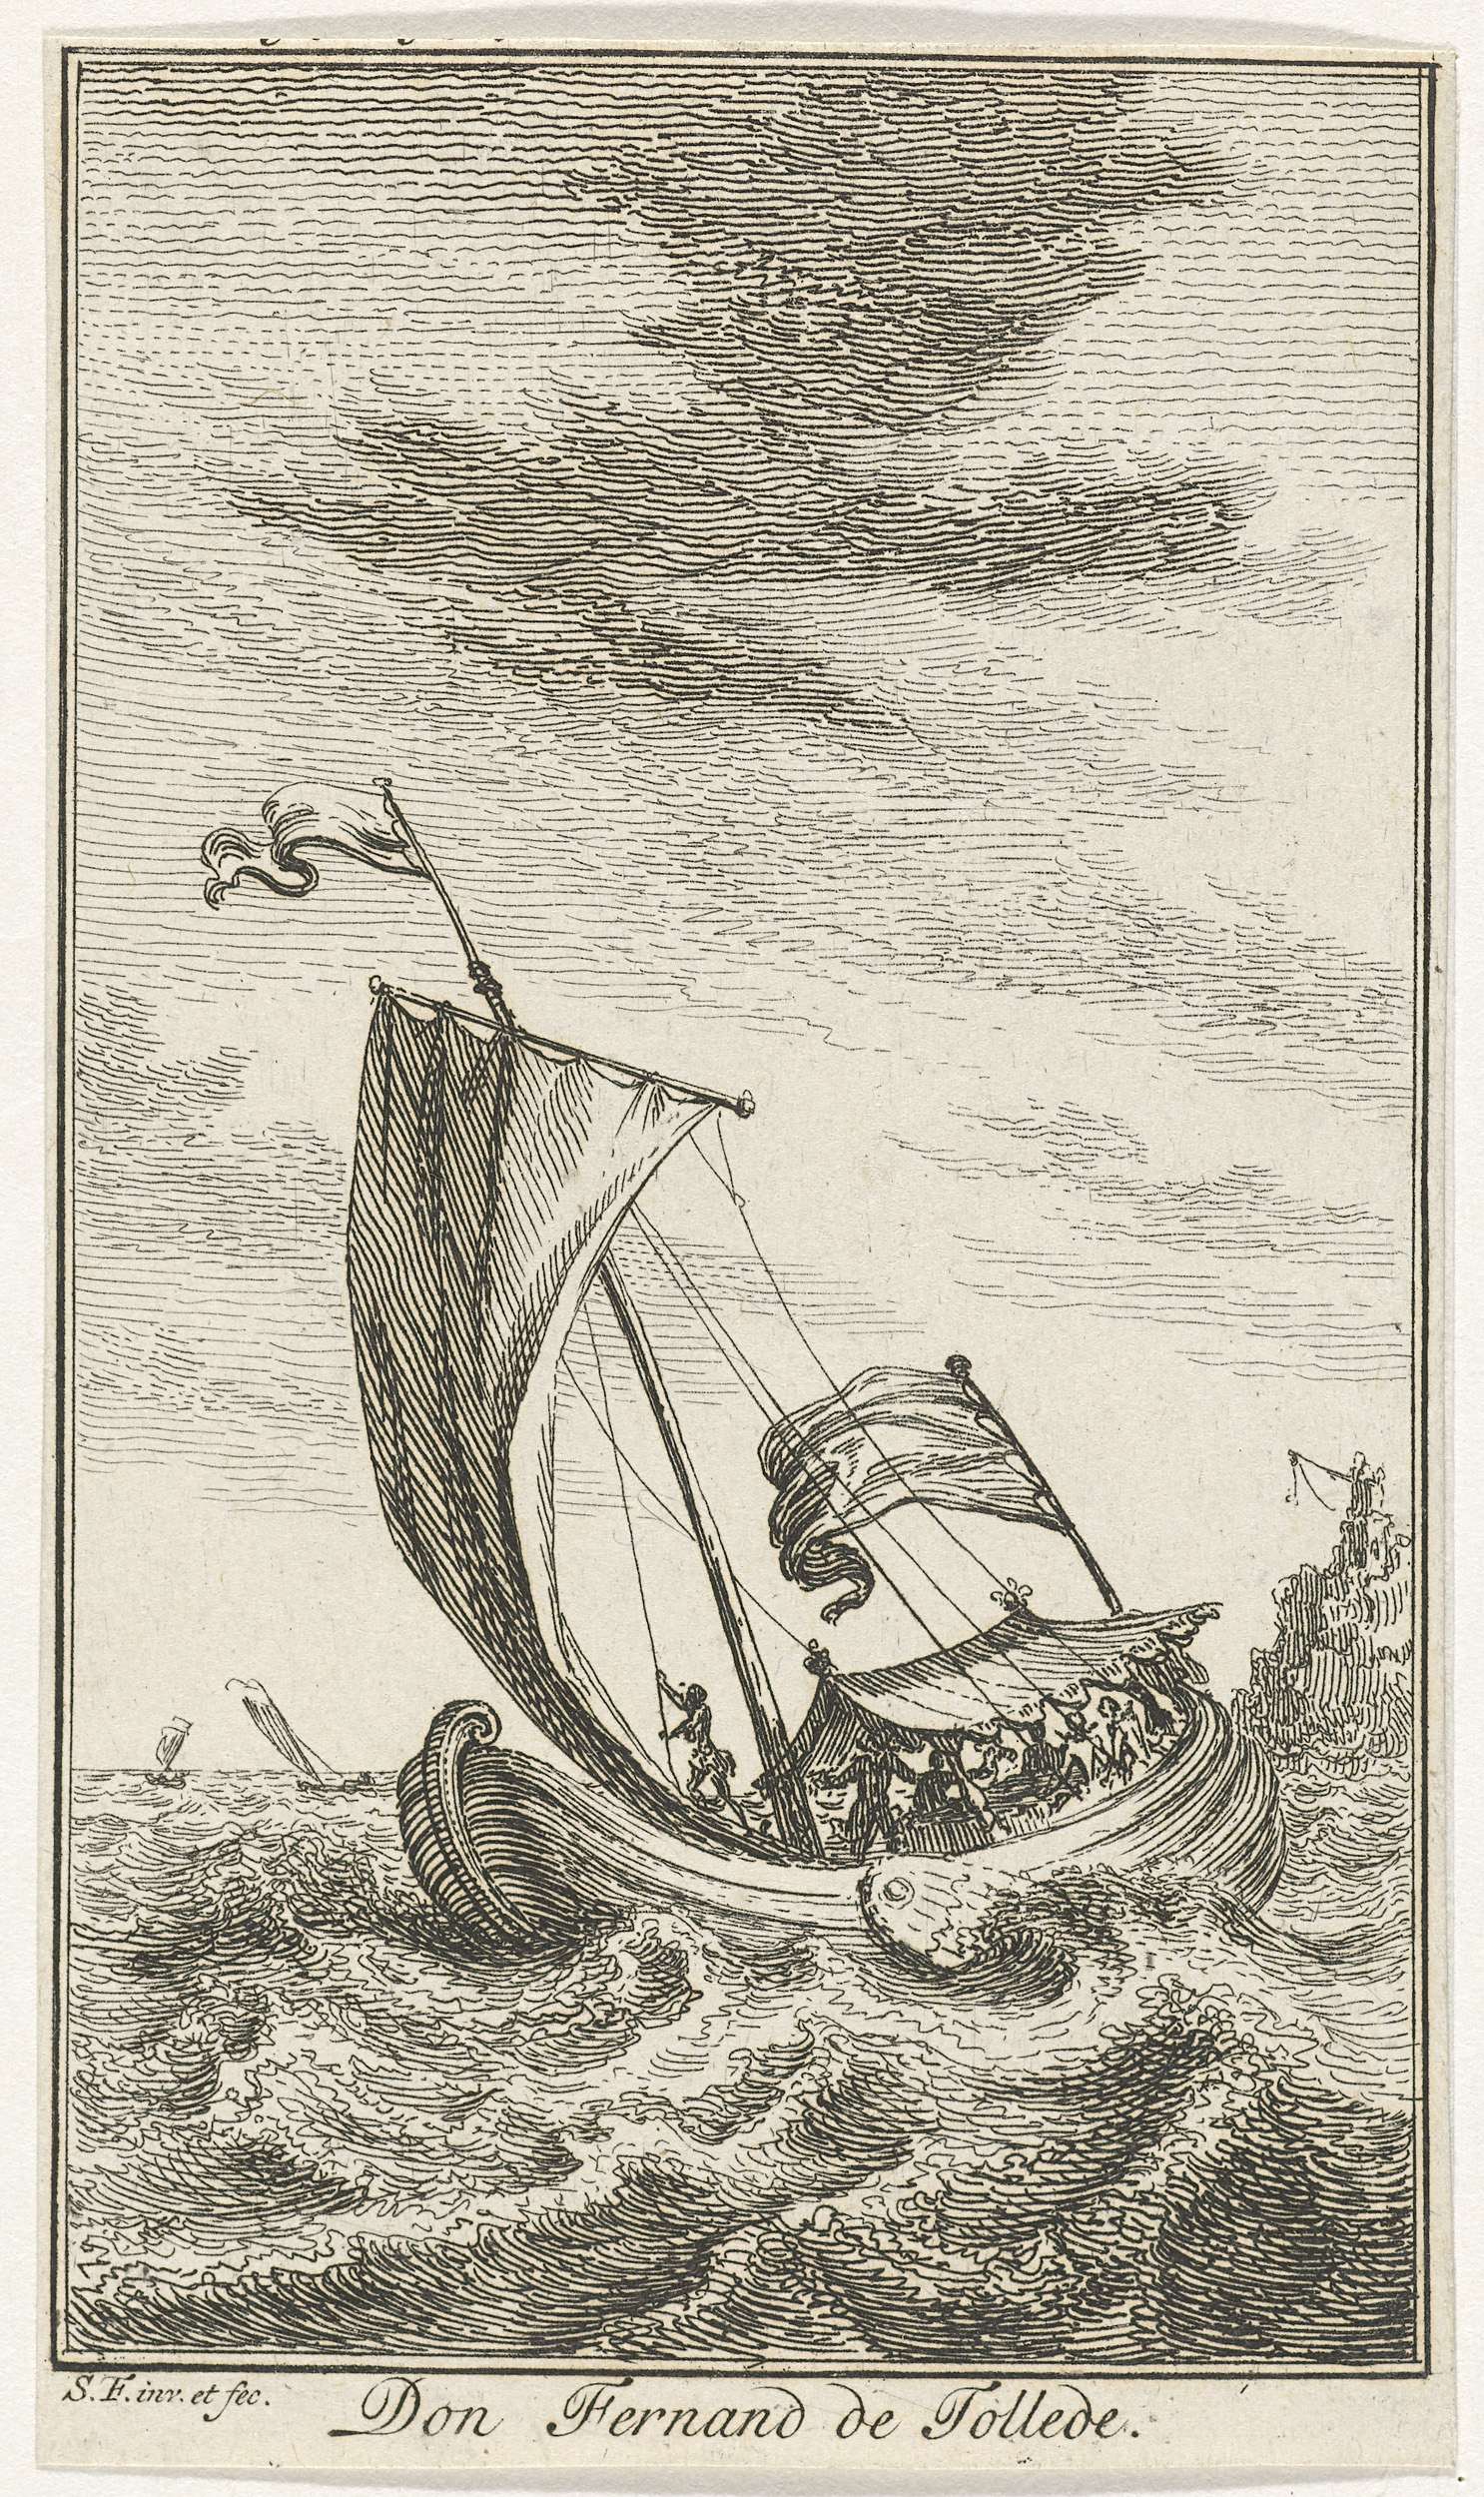 S. F. inv. et fec.
Don Fernand de Tollede.